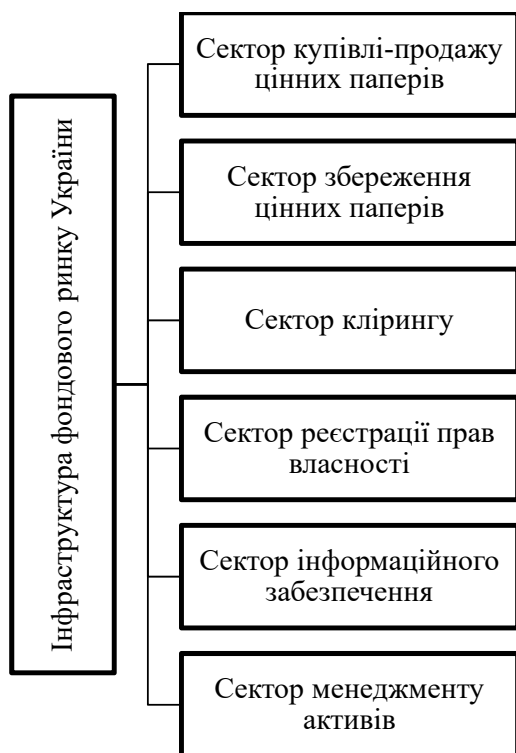 Інфраструктура фондового ринку України
Сектор купівлі-продажу
цінних паперів
Сектор збереження
цінних паперів
Сектор клірингу
Сектор реєстрації прав
власності
Сектор інформаційного
забезпечення
Сектор менеджменту
активів